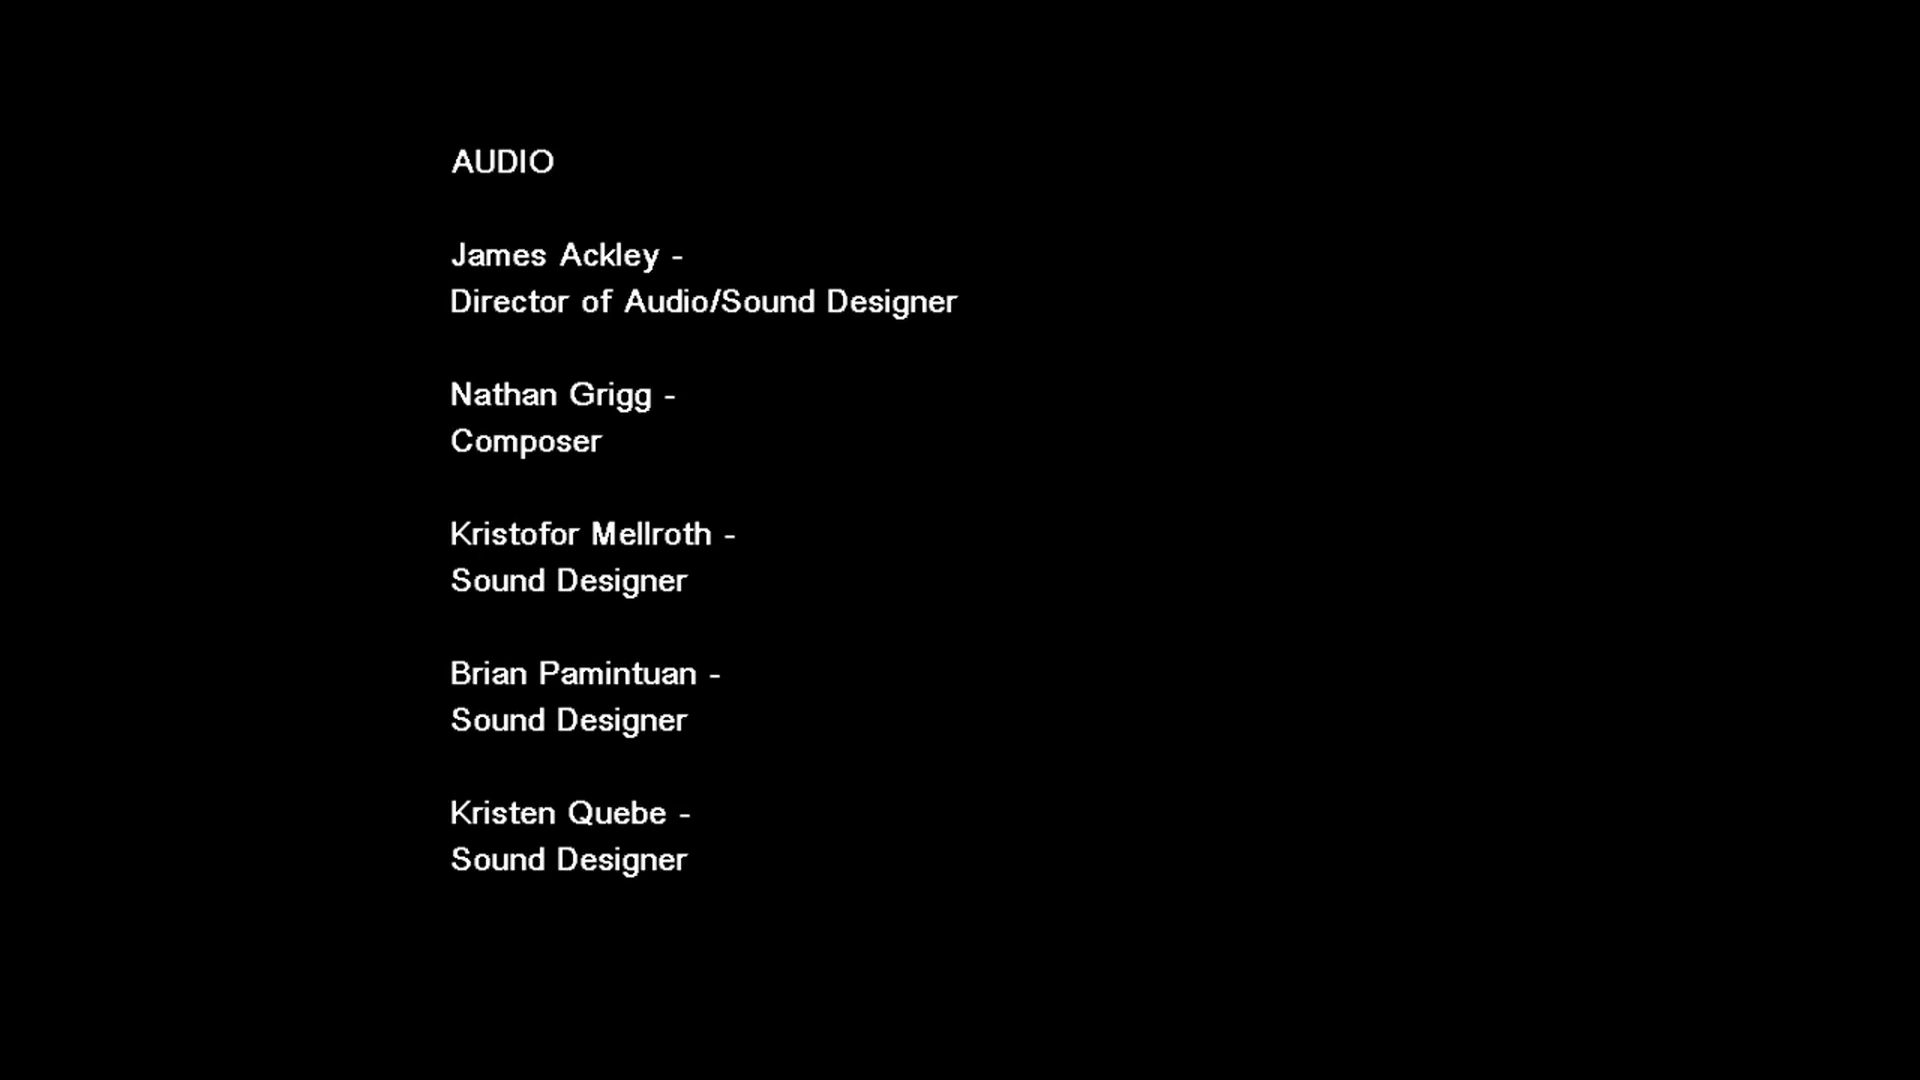 AUDIO
James Ackley -
Director of Audio/Sound Designer
Nathan Grigg -
Composer
Kristofor Mellroth -
Sound Designer
Brian Pamintuan -
Sound Designer
Kristen Quebe -
Sound Designer